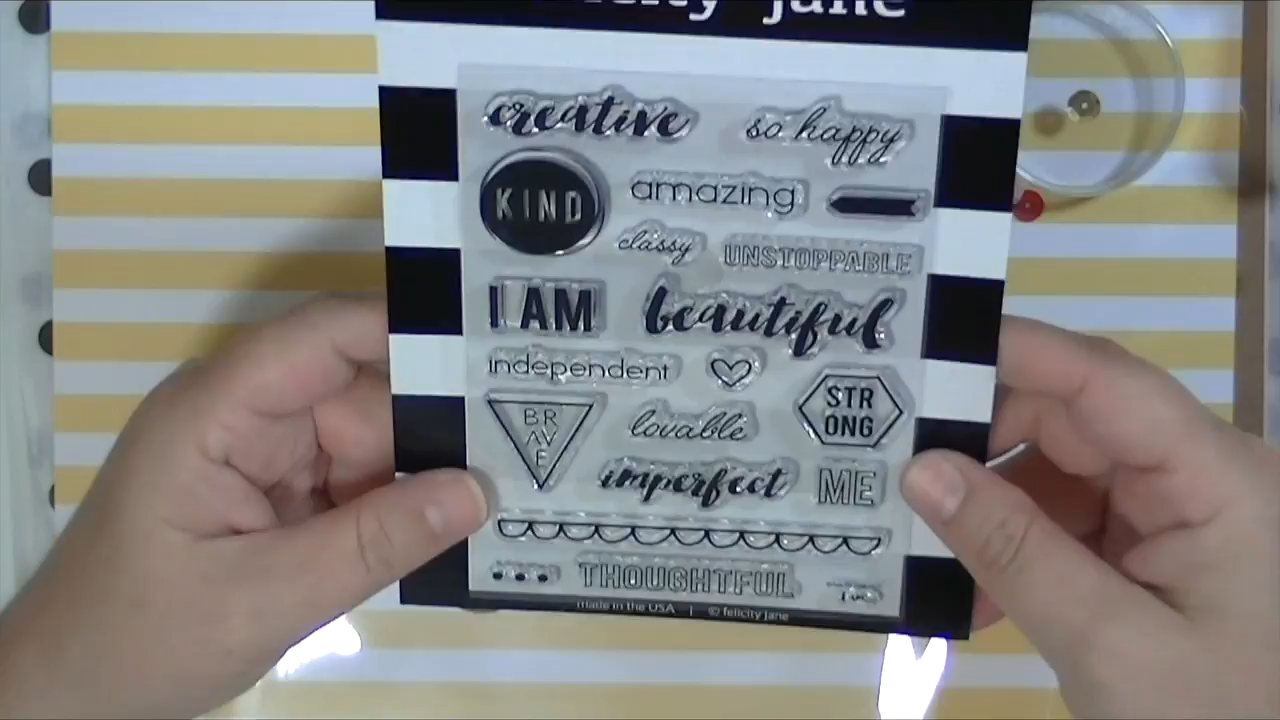 jane
creative so happy
KIND amazing
classy UNSTOPPABLE
I AM beautiful
independent
BR
AV
E
lovable
STR
ONG
imperfect ME
THOUGHTFUL
made in the USA | © felicity jane